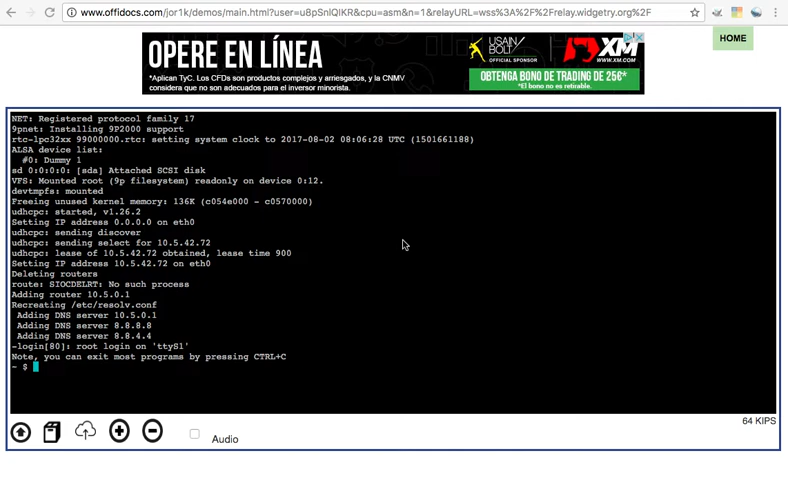 www.offidocs.com/jor1k/demos/main.html?user=u8pSnlQIKR&cpu=asm&n=1&relayURL=wss%3A%2F%2Frelay.widgetry.org%2F
OPERE EN LÍNEA
*Aplican TyC. Los CFDs son productos complejos y arriesgados, y la CNMV
considera que no son adecuados para el inversor minorista.
USAIN
BOLT
OFFICIAL SPONSOR
XM
WWW.XM.COM
OBTENGA BONO DE TRADING DE 25€*
*El bono no es retirable.
HOME
NET: Registered protocol family 17
9pnet: Installing 9P2000 support
rtc-lpc32xx 99000000.rtc: setting system clock to 2017-08-02 08:06:28 UTC (1501661188)
ALSA device list:
#0: Dummy 1
sd 0:0:0:0: [sda] Attached SCSI disk
VFS: Mounted root (9p filesystem) readonly on device 0:12.
devtmpfs: mounted
Freeing unused kernel memory: 136K (c054e000 - c0570000)
udhcpc: started, v1.26.2
Setting IP address 0.0.0.0 on eth0
udhcpc: sending discover
udhcpc: sending select for 10.5.42.72
udhcpc: lease of 10.5.42.72 obtained, lease time 900
Setting IP address 10.5.42.72 on eth0
Deleting routers
route: SIOCDELRT: No such process
Adding router 10.5.0.1
Recreating /etc/resolv.conf
Adding DNS server 10.5.0.1
Adding DNS server 8.8.8.8
Adding DNS server 8.8.4.4
-login[80]: root login on 'ttyS1'
Note, you can exit most programs by pressing CTRL+C
~ $
64 KIPS
Audio